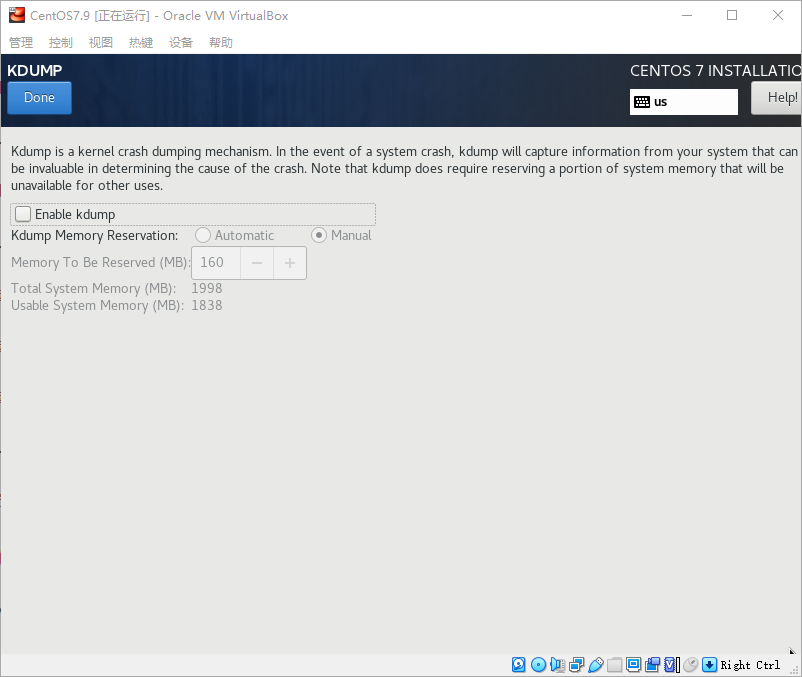 CentOS7.9 [正在运行] - Oracle VM VirtualBox
管理 控制 视图 热键 设备 帮助
KDUMP
CENTOS 7 INSTALLATIO
Done
us
Help!
Kdump is a kernel crash dumping mechanism. In the event of a system crash, kdump will capture information from your system that can
be invaluable in determining the cause of the crash. Note that kdump does require reserving a portion of system memory that will be
unavailable for other uses.
Enable kdump
Kdump Memory Reservation: Automatic Manual
Memory To Be Reserved (MB): 160 − +
Total System Memory (MB): 1998
Usable System Memory (MB): 1838
Right Ctrl